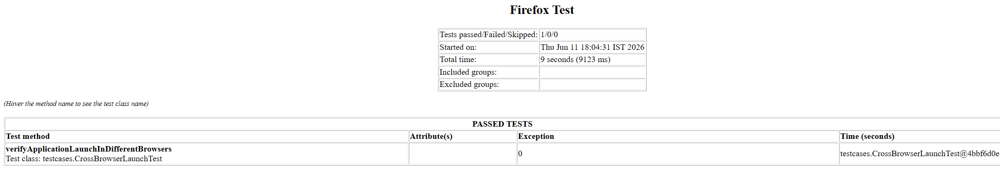 Firefox Test
Tests passed/Failed/Skipped: 1/0/0
Started on: Thu Jun 11 18:04:31 IST 2026
Total time: 9 seconds (9123 ms)
Included groups:
Excluded groups:
(Hover the method name to see the test class name)
PASSED TESTS
Test method Attribute(s) Exception Time (seconds)
verifyApplicationLaunchInDifferentBrowsers
Test class: testcases.CrossBrowserLaunchTest 0 testcases.CrossBrowserLaunchTest@4bbf6d0e